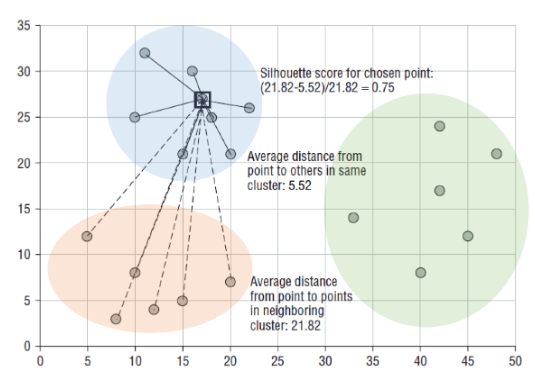 35
30
25
20
15
10
5
0
Silhouette score for chosen point:
(21.82-5.52)/21.82 = 0.75
Average distance from
point to others in same
cluster: 5.52
Average distance
from point to points
in neighboring
cluster: 21.82
0 5 10 15 20 25 30 35 40 45 50